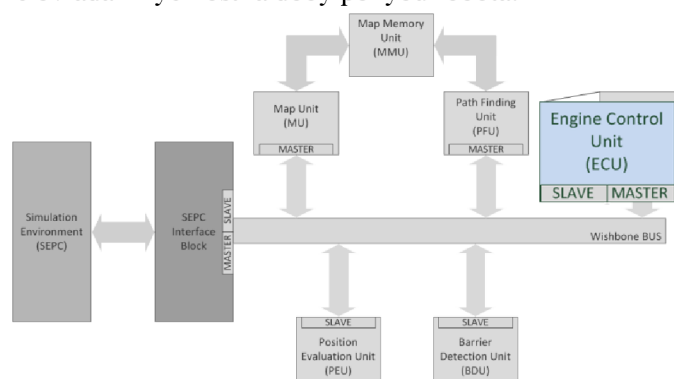 Map Memory
Unit
(MMU)
Map Unit
(MU)
MASTER
Path Finding
Unit
(PFU)
MASTER
Engine Control
Unit
(ECU)
SLAVE MASTER
Simulation
Environment
(SEPC)
SEPC
Interface
Block
SLAVE
MASTER
Wishbone BUS
SLAVE
Position
Evaluation Unit
(PEU)
SLAVE
Barrier
Detection Unit
(BDU)